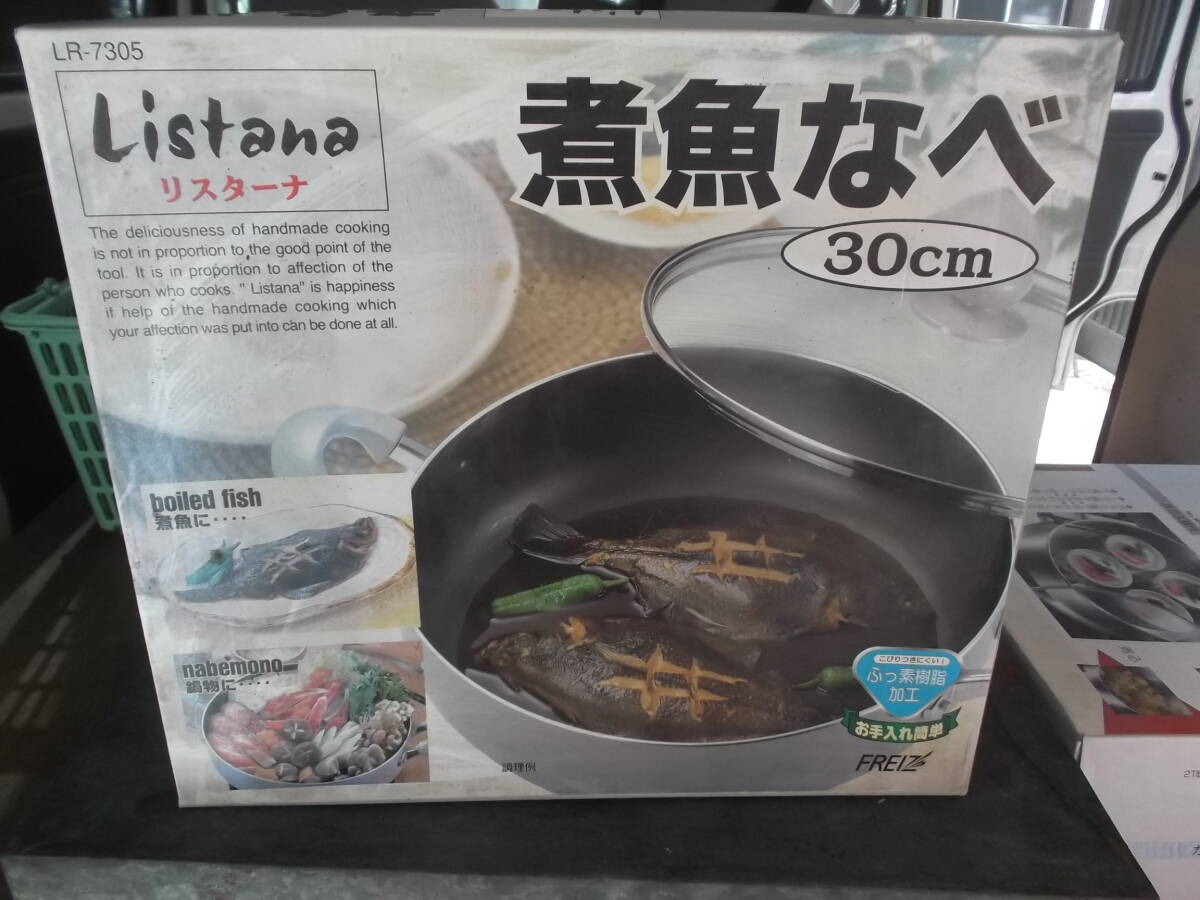 LR-7305
Listana
リスターナ
The deliciousness of handmade cooking
is not in proportion to the good point of the
tool. It is in proportion to affection of the
person who cooks. " Listana" is happiness
if help of the handmade cooking which
your affection was put into can be done at all.
煮魚なべ
30cm
boiled fish
煮魚に‥‥
nabemono
鍋物に‥‥
調理例
こびりつきにくい!
ふっ素樹脂
加工
お手入れ簡単
FREIZ